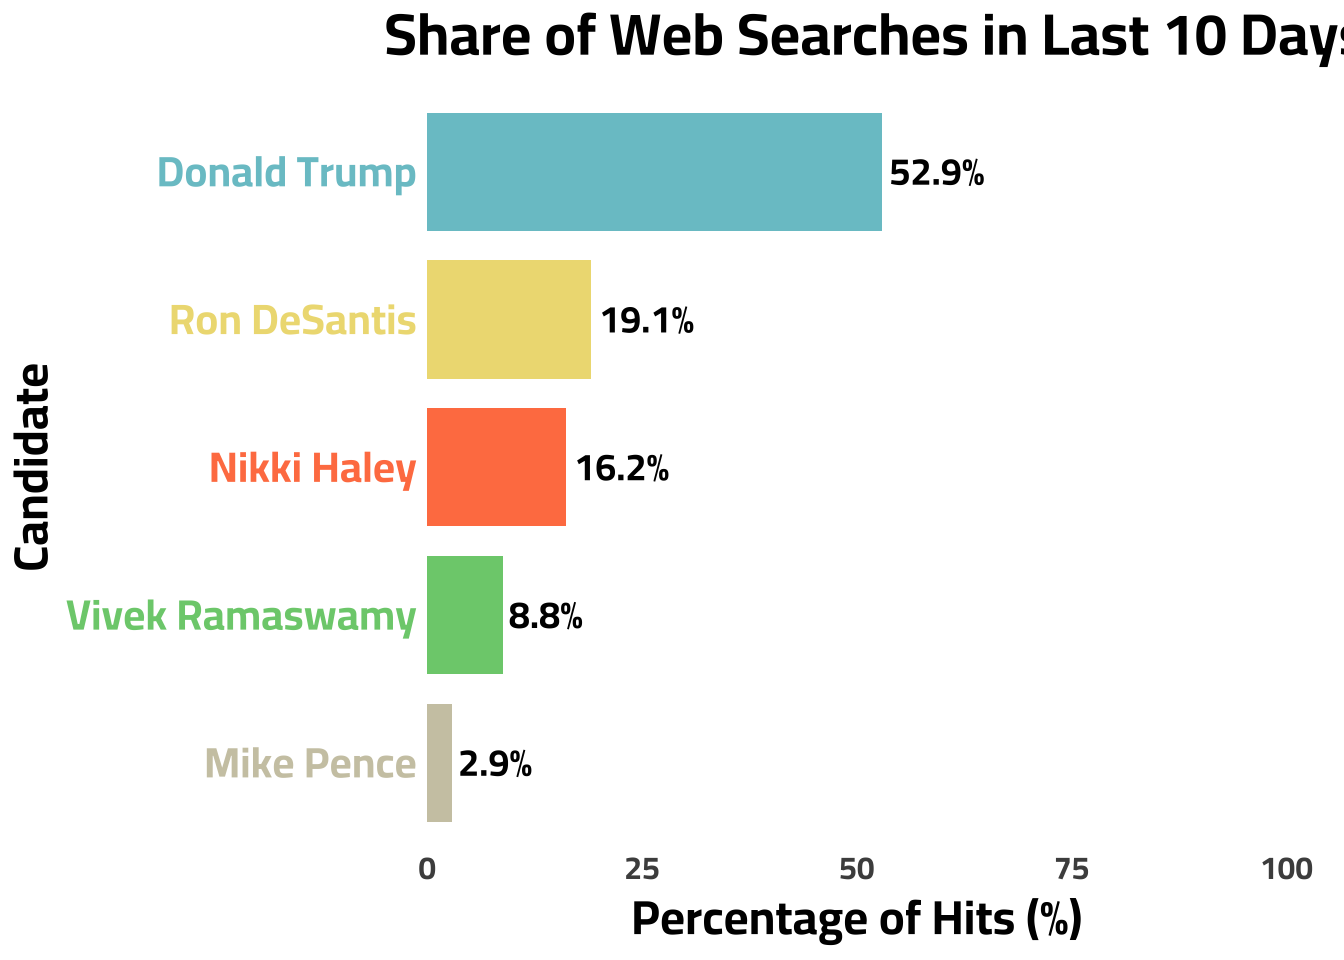 Share of Web Searches in Last 10 Days
Donald Trump
52.9%
Ron DeSantis
19.1%
Nikki Haley
16.2%
Vivek Ramaswamy
8.8%
Mike Pence
2.9%
Candidate
0 25 50 75 100
Percentage of Hits (%)